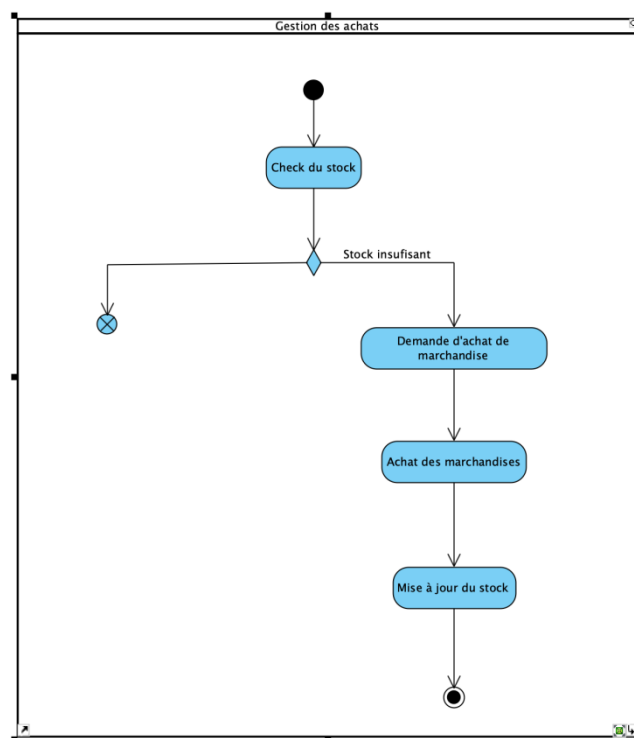 Gestion des achats
Check du stock
Stock insufisant
Demande d'achat de
marchandise
Achat des marchandises
Mise à jour du stock